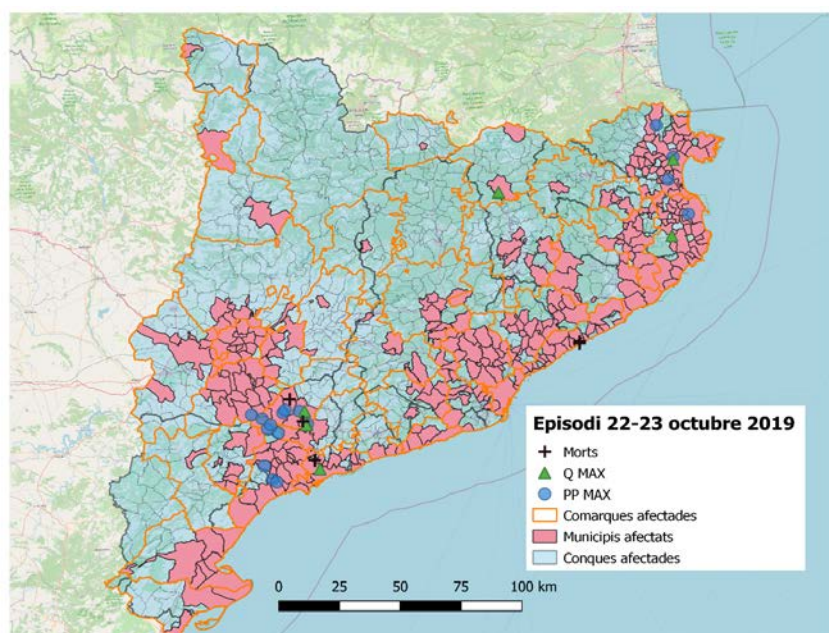 Episodi 22-23 octubre 2019
Morts
Q MAX
PP MAX
Comarques afectades
Municipis afectats
Conques afectades
0 25 50 75 100 km